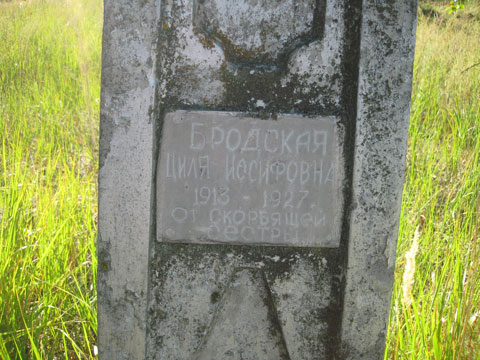 БРОДСКАЯ
ЦИЛЯ ИОСИФОВНА
1913 - 1927.
ОТ СКОРБЯЩЕЙ
СЕСТРЫ